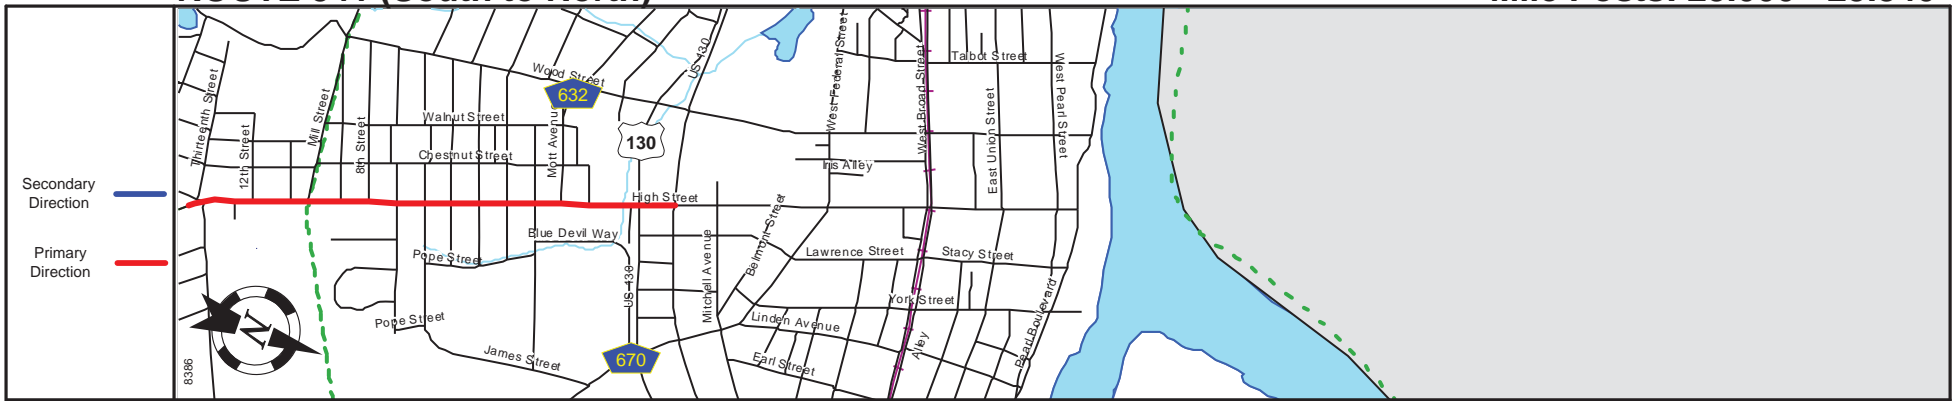 Secondary
Direction
Primary
Direction
Thirteenth Street
12th Street
Mill Street
8th Street
Walnut Street
Chestnut Street
Wood Street
632
Mott Avenue
US 130
130
High Street
Blue Devil Way
Pope Street
Pope Street
James Street
US 130
670
Mitchell Avenue
Belmont Street
West Federal Street
Iris Alley
West Broad Street
Talbot Street
East Union Street
West Pearl Street
Lawrence Street
Stacy Street
York Street
Linden Avenue
Earl Street
Alley
Pearl Boulevard
N
8386